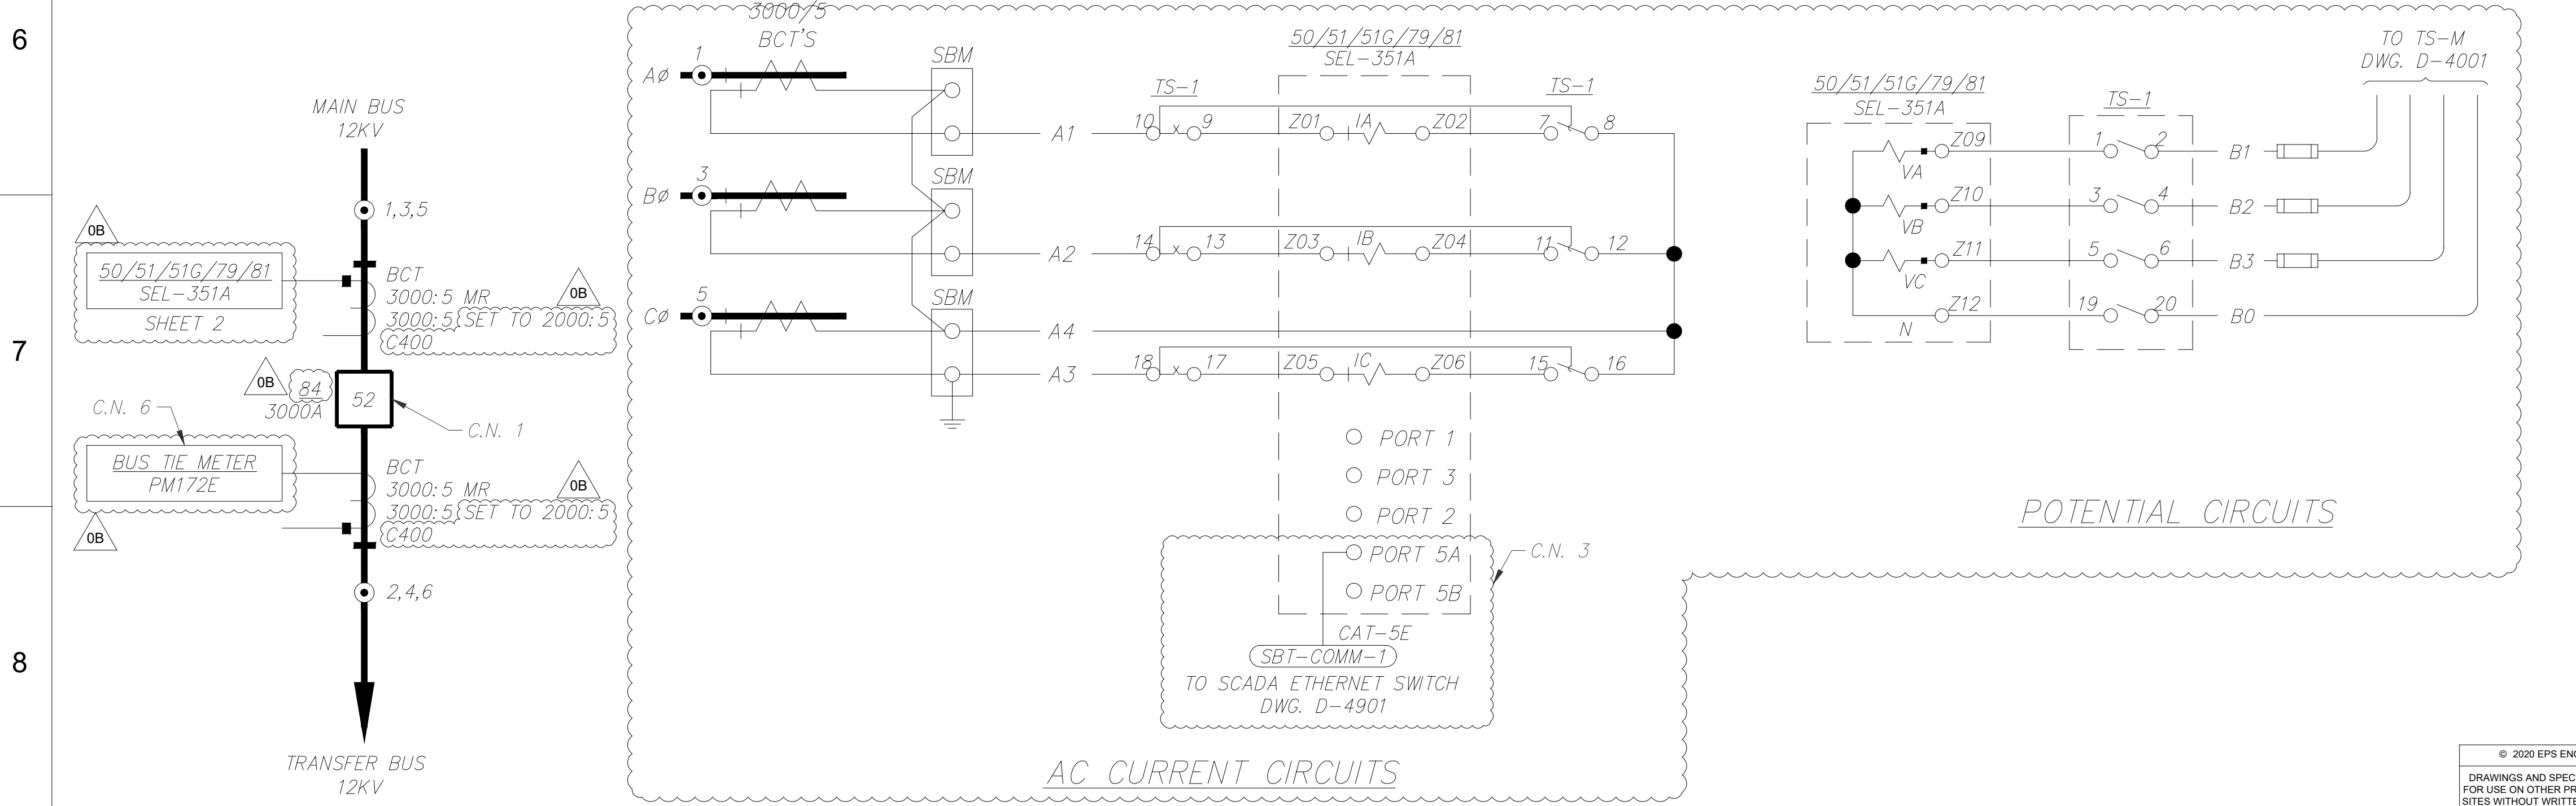 6
7
8
MAIN BUS
12KV
1,3,5
0B
50/51/51G/79/81
SEL-351A
SHEET 2
BCT
3000:5 MR
3000:5 SET TO 2000:5
C400
0B
0B
84
3000A
52
C.N. 1
C.N. 6
BUS TIE METER
PM172E
0B
BCT
3000:5 MR
3000:5 SET TO 2000:5
C400
0B
2,4,6
TRANSFER BUS
12KV
3000/5
BCT'S
AØ
1
BØ
3
CØ
5
SBM
SBM
SBM
A1
A2
A4
A3
TS-1
50/51/51G/79/81
SEL-351A
TS-1
10 9 Z01 IA Z02 7 8
14 13 Z03 IB Z04 11 12
18 17 Z05 IC Z06 15 16
PORT 1
PORT 3
PORT 2
PORT 5A
PORT 5B
C.N. 3
CAT-5E
SBT-COMM-1
TO SCADA ETHERNET SWITCH
DWG. D-4901
AC CURRENT CIRCUITS
50/51/51G/79/81
SEL-351A
TS-1
TO TS-M
DWG. D-4001
VA Z09 1 2 B1
VB Z10 3 4 B2
VC Z11 5 6 B3
N Z12 19 20 B0
POTENTIAL CIRCUITS
© 2020 EPS
DRAWINGS AND
FOR USE ON OTHER
SITES WITHOUT